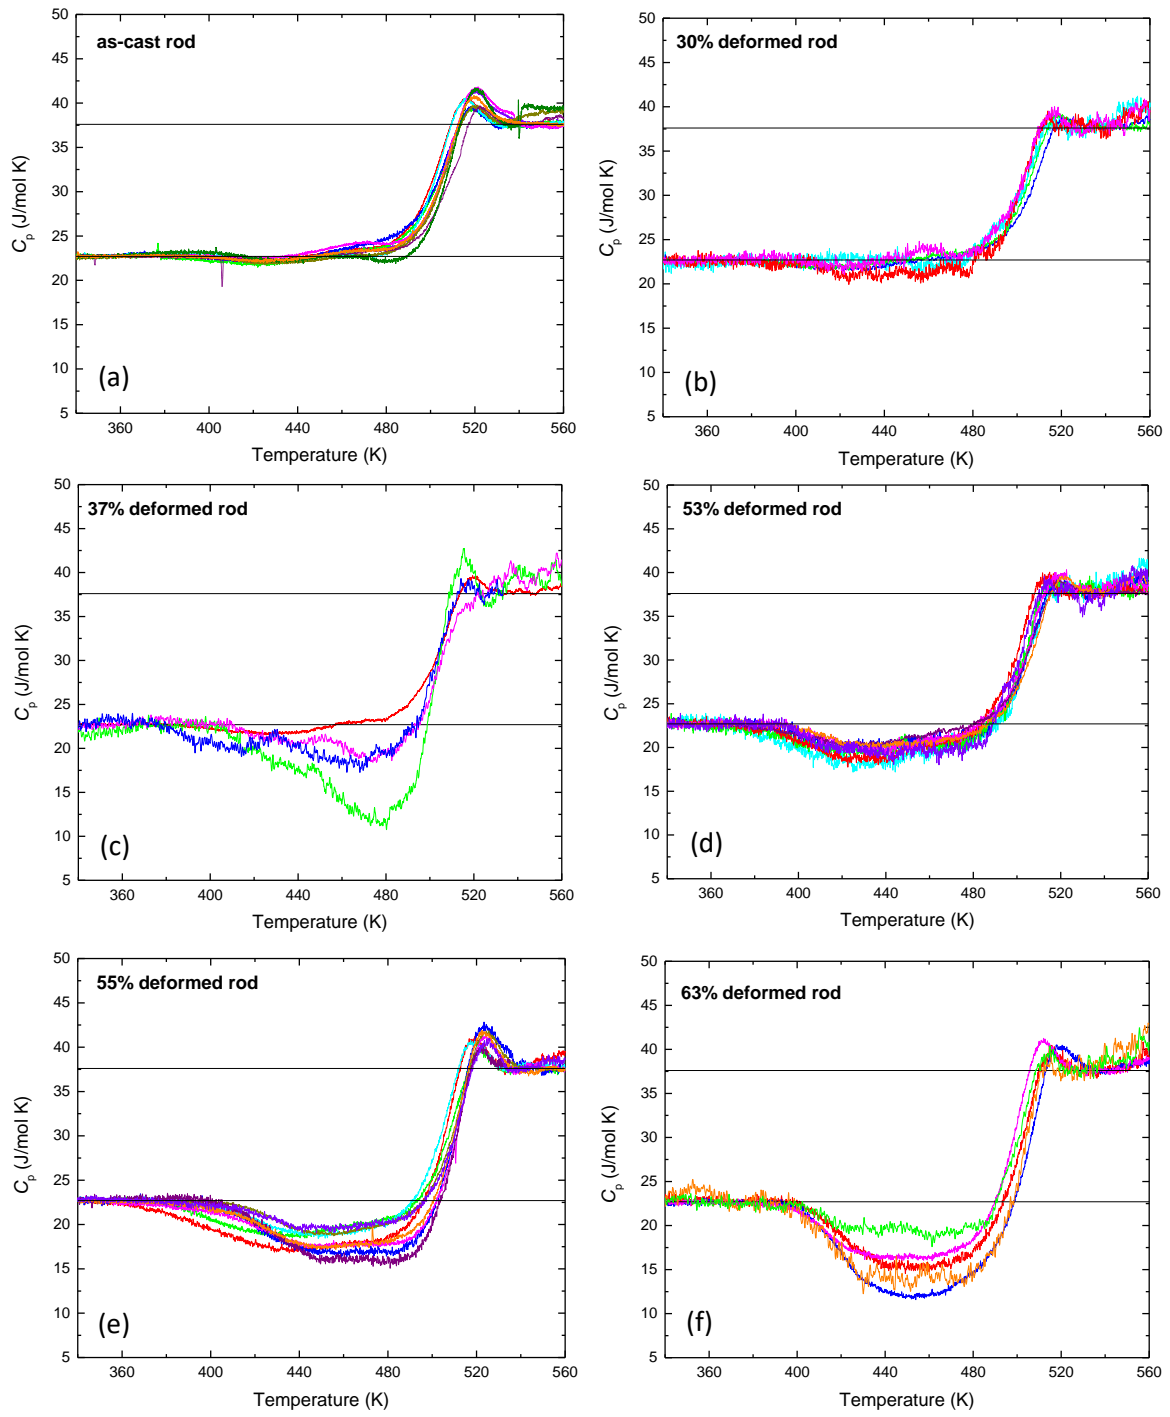 as-cast rod
50
45
40
35
30
25
20
15
10
5
Cp (J/mol K)
(a)
360 400 440 480 520 560
Temperature (K)
30% deformed rod
50
45
40
35
30
25
20
15
10
5
Cp (J/mol K)
(b)
360 400 440 480 520 560
Temperature (K)
37% deformed rod
50
45
40
35
30
25
20
15
10
5
Cp (J/mol K)
(c)
360 400 440 480 520 560
Temperature (K)
53% deformed rod
50
45
40
35
30
25
20
15
10
5
Cp (J/mol K)
(d)
360 400 440 480 520 560
Temperature (K)
55% deformed rod
50
45
40
35
30
25
20
15
10
5
Cp (J/mol K)
(e)
360 400 440 480 520 560
Temperature (K)
63% deformed rod
50
45
40
35
30
25
20
15
10
5
Cp (J/mol K)
(f)
360 400 440 480 520 560
Temperature (K)